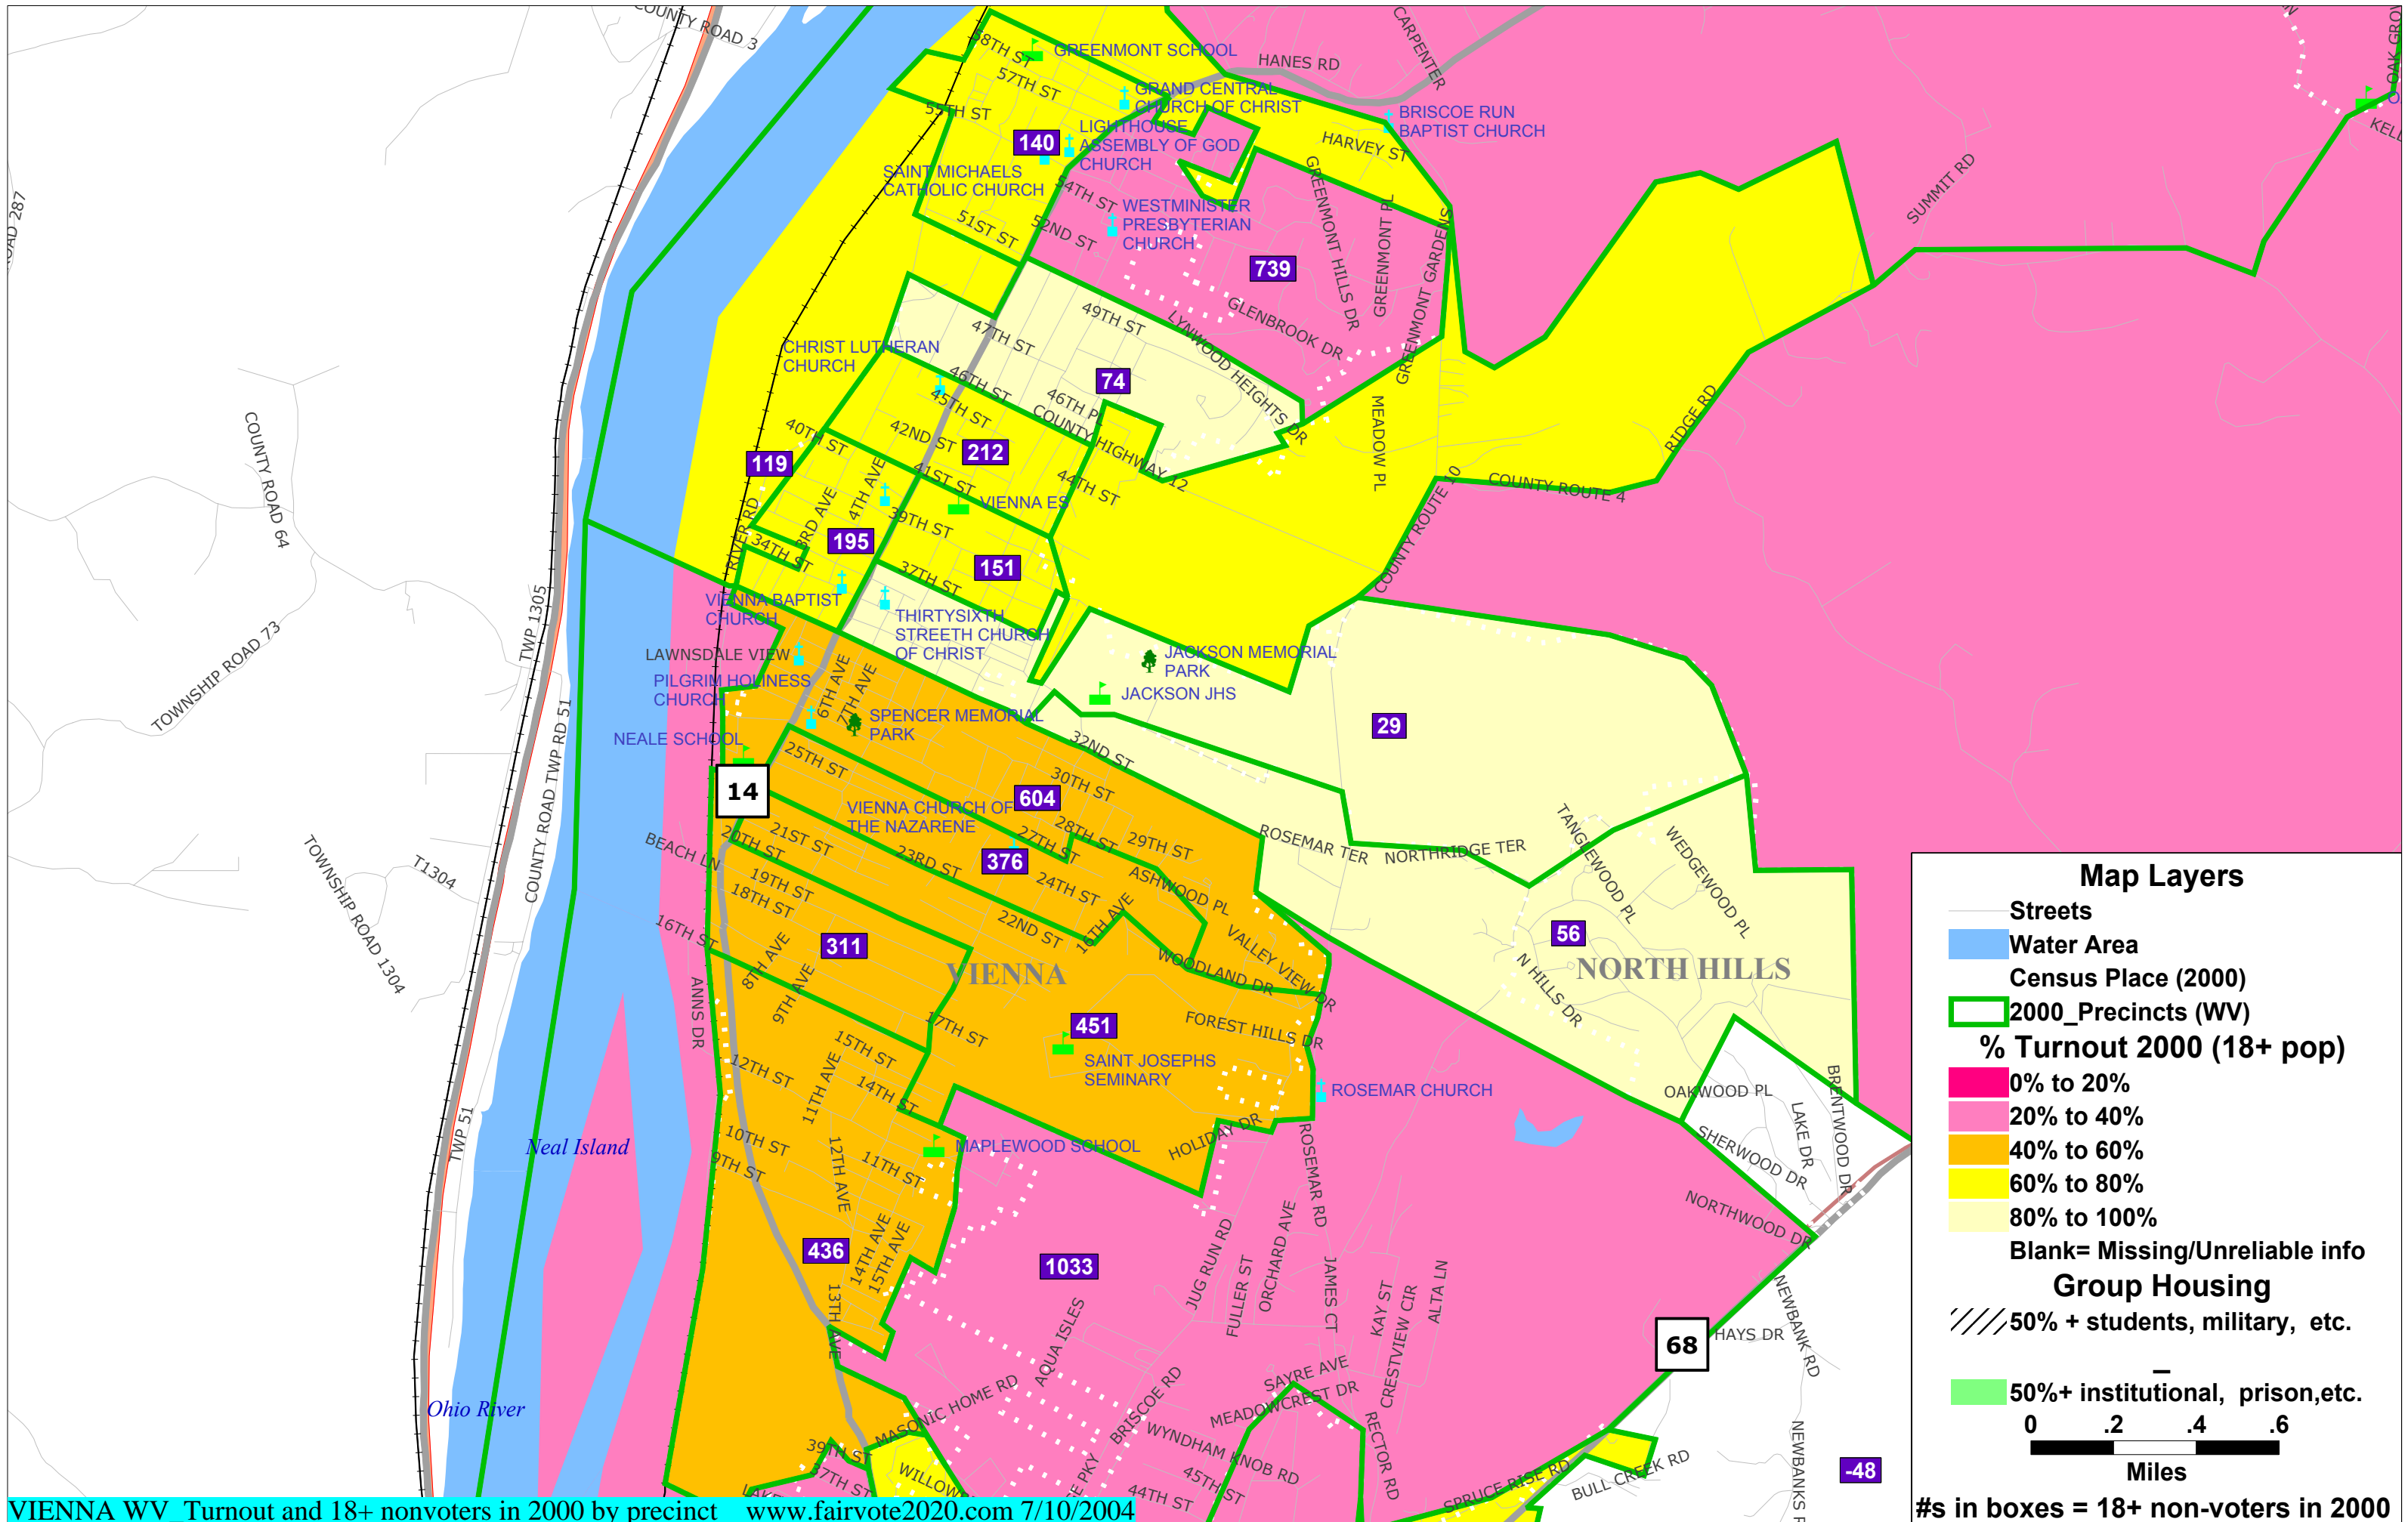 COUNTY ROAD 3
58TH ST
GREENMONT SCHOOL
HANES RD
CARPENTER
57TH ST
GRAND CENTRAL
CHURCH OF CHRIST
55TH ST
BRISCOE RUN
BAPTIST CHURCH
LIGHTHOUSE
ASSEMBLY OF GOD
CHURCH
140
HARVEY ST
SAINT MICHAELS
CATHOLIC CHURCH
54TH ST
WESTMINISTER
PRESBYTERIAN
CHURCH
51ST ST
52ND ST
GREENMONT HILLS DR
GREENMONT PL
GREENMONT GARDENS
SUMMIT RD
OAK GRO
KELL
ROAD 287
739
49TH ST
GLENBROOK DR
LYNWOOD HEIGHTS DR
47TH ST
CHRIST LUTHERAN
CHURCH
46TH ST
74
45TH ST
46TH PL
COUNTY HIGHWAY 12
MEADOW PL
RIDGE RD
40TH ST
42ND ST
212
119
41ST ST
44TH ST
COUNTY ROAD 64
4TH AVE
3RD AVE
VIENNA ES
COUNTY ROUTE 10
COUNTY ROUTE 4
RIVER RD
39TH ST
195
34TH ST
151
37TH ST
TWP 1305
VIENNA BAPTIST
CHURCH
THIRTYSIXTH
STREETH CHURCH
OF CHRIST
TOWNSHIP ROAD 73
LAWNSDALE VIEW
PILGRIM HOLINESS
CHURCH
6TH AVE
7TH AVE
JACKSON MEMORIAL
PARK
JACKSON JHS
SPENCER MEMORIAL
PARK
29
NEALE SCHOOL
COUNTY ROAD TWP RD 51
32ND ST
25TH ST
30TH ST
14
604
VIENNA CHURCH OF
THE NAZARENE
28TH ST
27TH ST
29TH ST
21ST ST
20TH ST
BEACH LN
376
23RD ST
24TH ST
ASHWOOD PL
ROSEMAR TER
NORTHRIDGE TER
TANGLEWOOD PL
WEDGEWOOD PL
T1304
TOWNSHIP ROAD 1304
19TH ST
18TH ST
16TH ST
22ND ST
16TH AVE
VALLEY VIEW DR
WOODLAND DR
56
311
8TH AVE
9TH AVE
VIENNA
NORTH HILLS
N HILLS DR
ANNS DR
17TH ST
451
FOREST HILLS DR
15TH ST
12TH ST
11TH AVE
14TH ST
SAINT JOSEPHS
SEMINARY
ROSEMAR CHURCH
OAKWOOD PL
LAKE DR
BRENTWOOD DR
SHERWOOD DR
TWP 51
Neal Island
10TH ST
9TH ST
12TH AVE
11TH ST
MAPLEWOOD SCHOOL
HOLIDAY DR
ROSEMAR RD
NORTHWOOD DR
436
14TH AVE
15TH AVE
13TH AVE
1033
JUG RUN RD
FULLER ST
ORCHARD AVE
JAMES CT
KAY ST
CRESTVIEW CIR
ALTA LN
NEWBANK RD
68
HAYS DR
AQUA ISLES
MASONIC HOME RD
BRISCOE RD
SAYRE AVE
MEADOWCREST DR
RECTOR RD
Ohio River
39TH ST
37TH ST
WYNDHAM KNOB RD
45TH ST
44TH ST
SPRUCE RISE RD
BULL CREEK RD
-48
Map Layers
Streets
Water Area
Census Place (2000)
2000_Precincts (WV)
% Turnout 2000 (18+ pop)
0% to 20%
20% to 40%
40% to 60%
60% to 80%
80% to 100%
Blank= Missing/Unreliable info
Group Housing
50% + students, military, etc.
50%+ institutional, prison,etc.
0 .2 .4 .6
Miles
#s in boxes = 18+ non-voters in 2000
VIENNA WV_Turnout and 18+ nonvoters in 2000 by precinct www.fairvote2020.com 7/10/2004